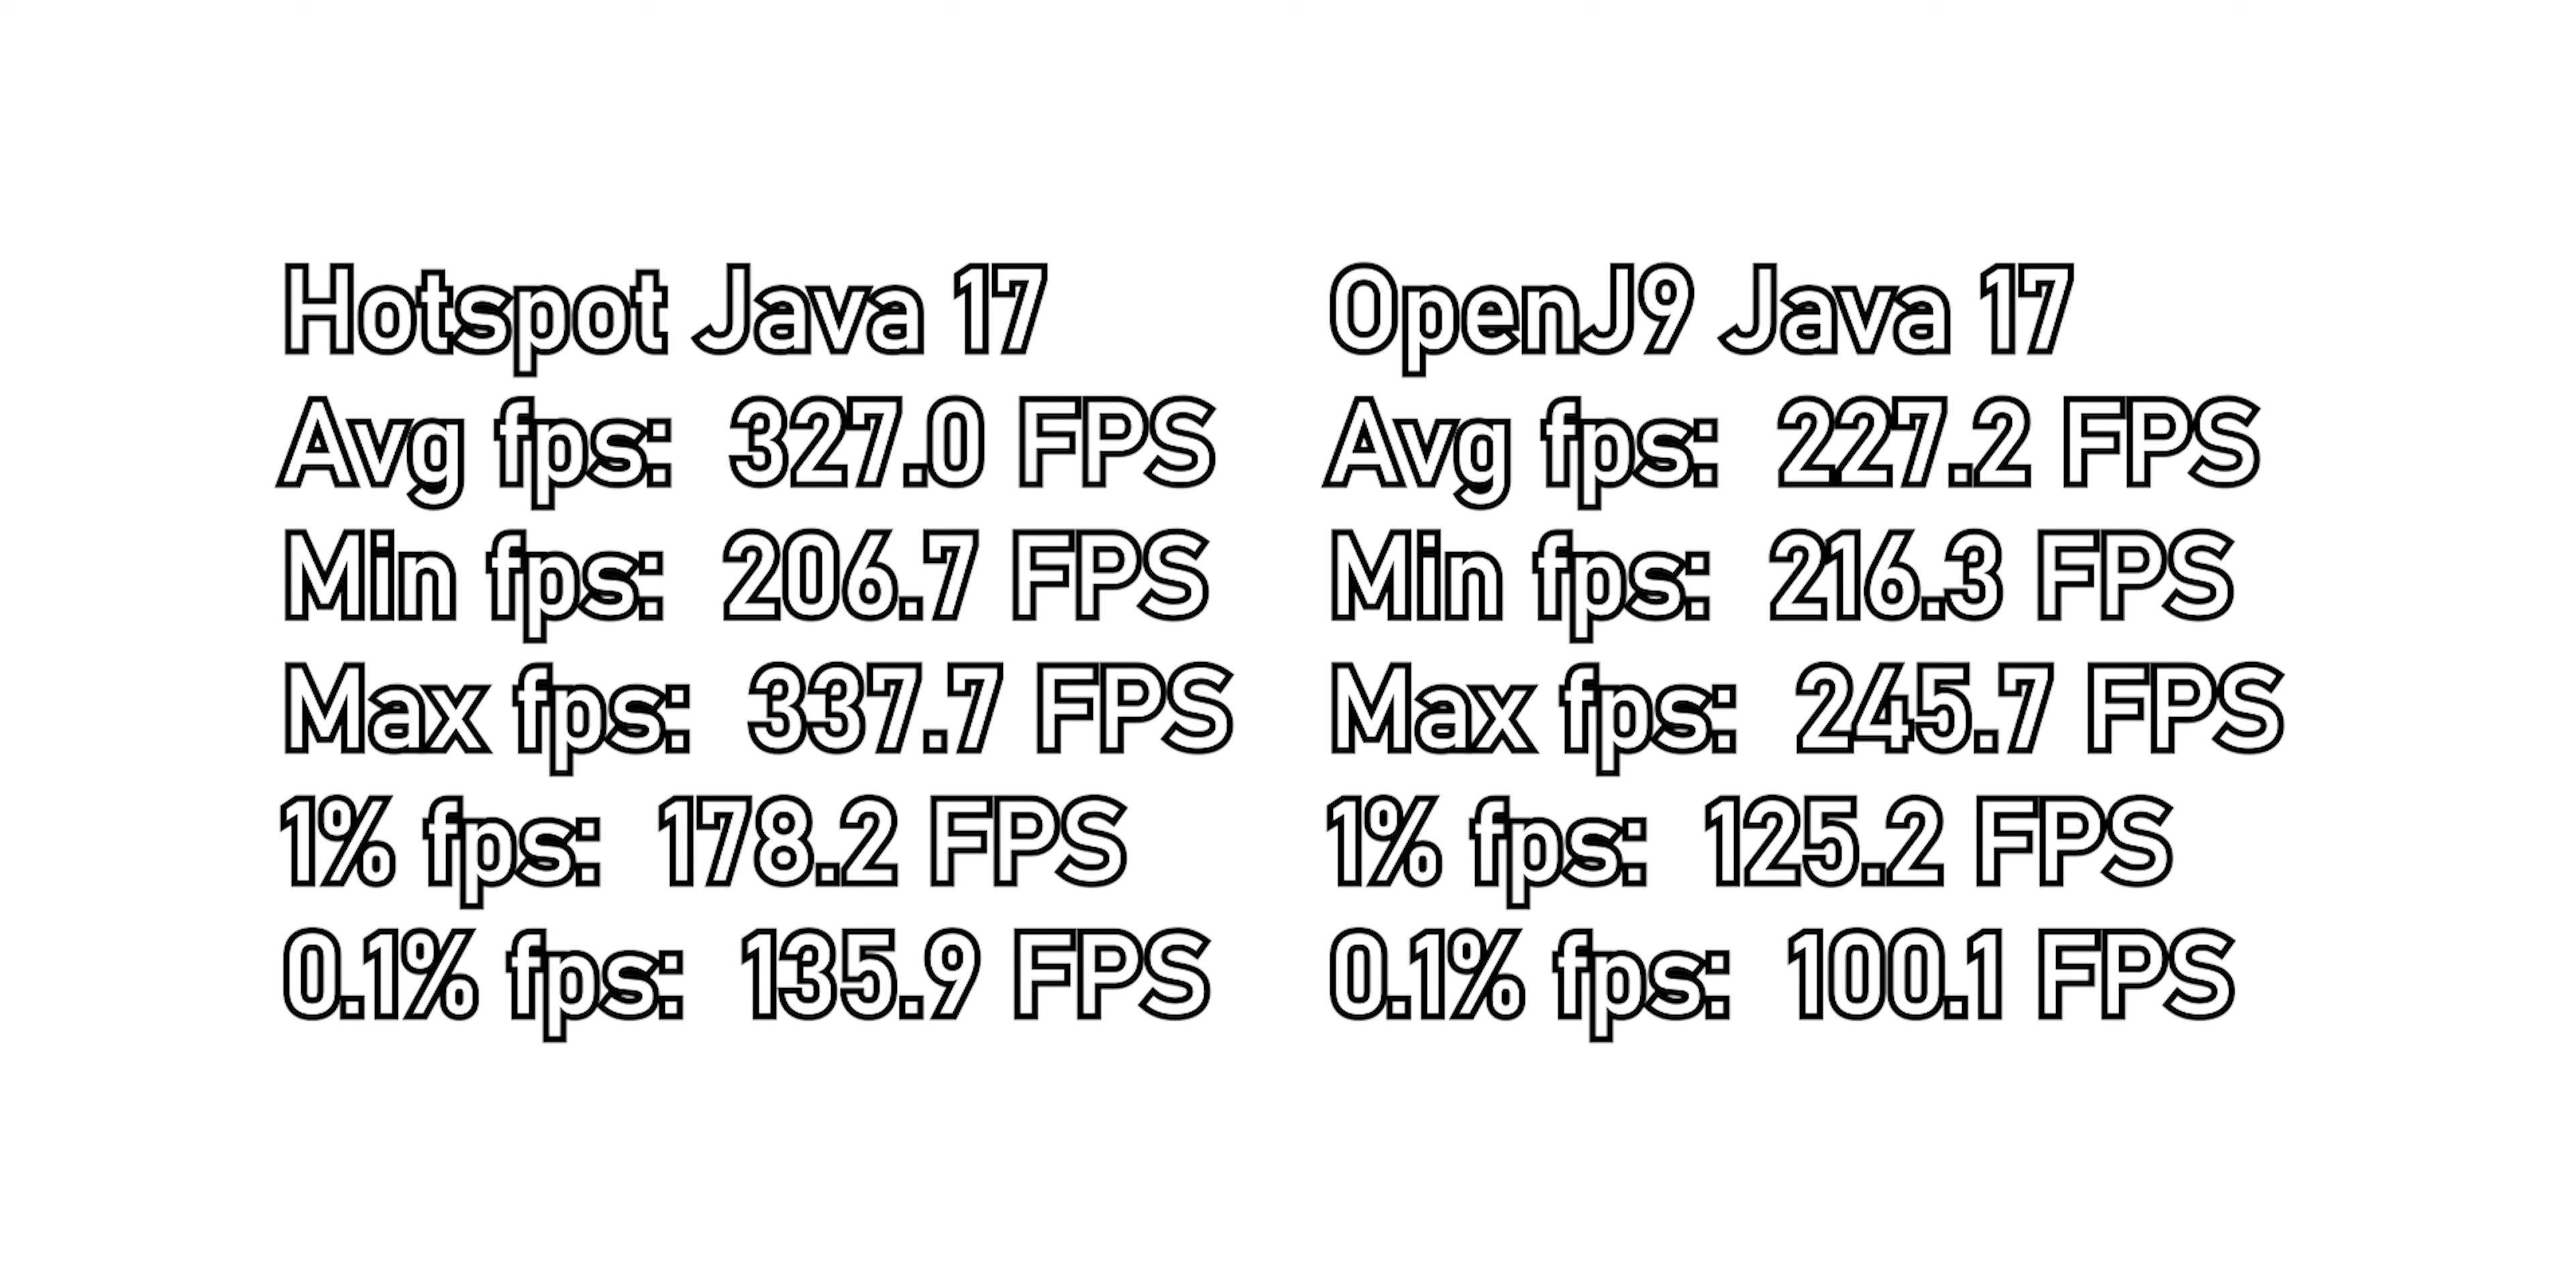 Hotspot Java 17
Avg fps:  327.0 FPS
Min fps:  206.7 FPS
Max fps:  337.7 FPS
1% fps:  178.2 FPS
0.1% fps:  135.9 FPS
OpenJ9 Java 17
Avg fps:  227.2 FPS
Min fps:  216.3 FPS
Max fps:  245.7 FPS
1% fps:  125.2 FPS
0.1% fps:  100.1 FPS